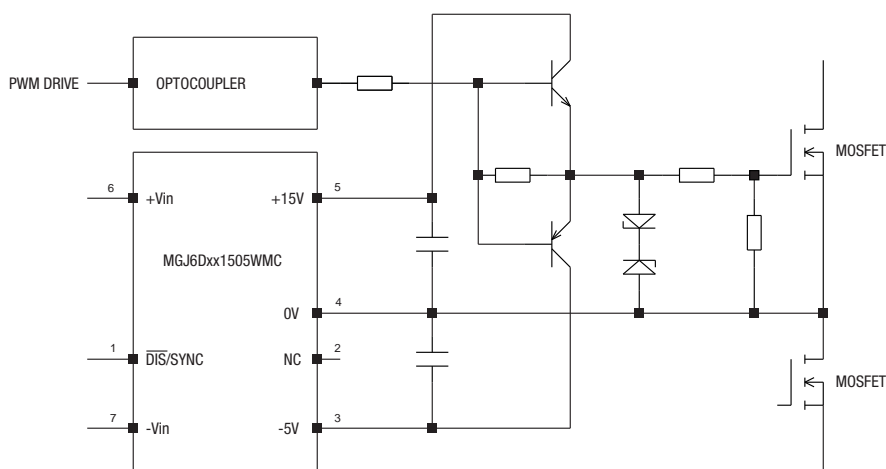 PWM DRIVE
OPTOCOUPLER
MOSFET
6
+Vin
+15V
5
MGJ6Dxx1505WMC
0V
4
1
D̅I̅S̅/SYNC
NC
2
MOSFET
7
-Vin
-5V
3